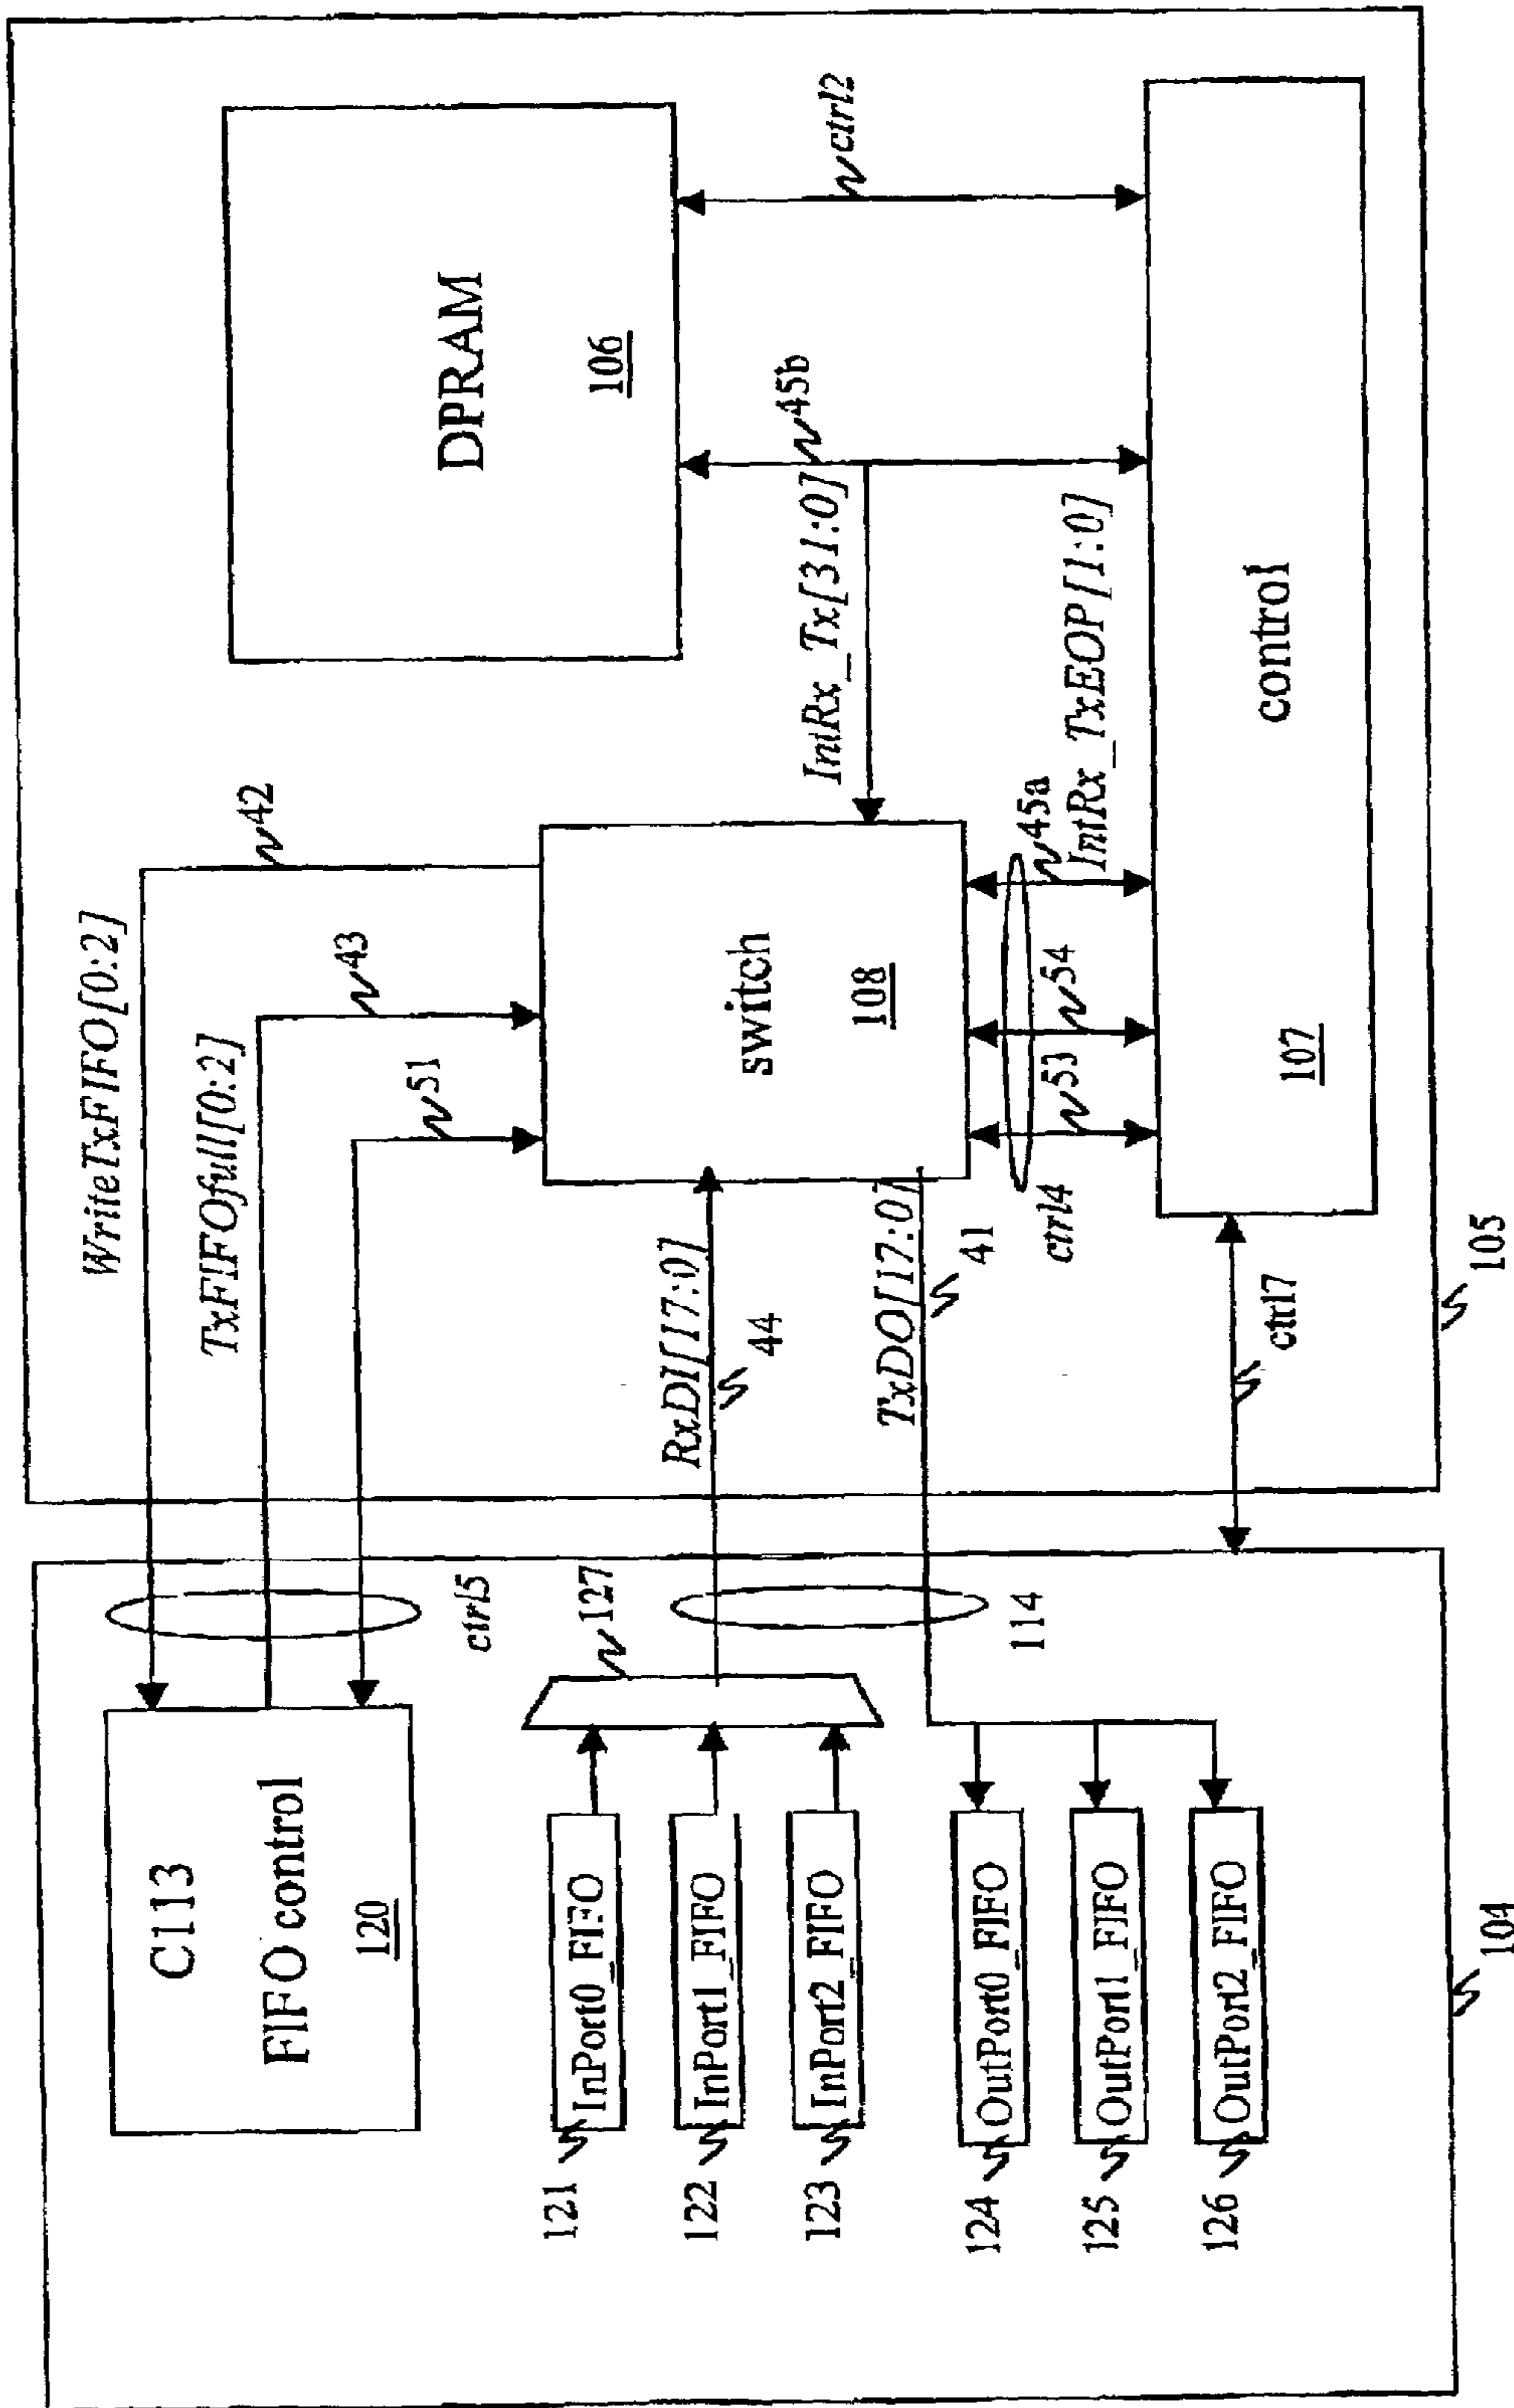 WriteTxFIFO[0:2]
42
TxFIFOfull[0:2]
43
51
C113
FIFO control
120
ctrl5
DPRAM
106
ctrl2
45b
IntRx_Tx[31:0]
switch
108
RxDI[17:0]
44
127
121
InPort0_FIFO
122
InPort1_FIFO
123
InPort2_FIFO
TxDO[17:0]
41
114
124
OutPort0_FIFO
125
OutPort1_FIFO
126
OutPort2_FIFO
ctrl4
53
54
45a
IntRx_TxEOP[1:0]
control
107
ctrl7
104
105